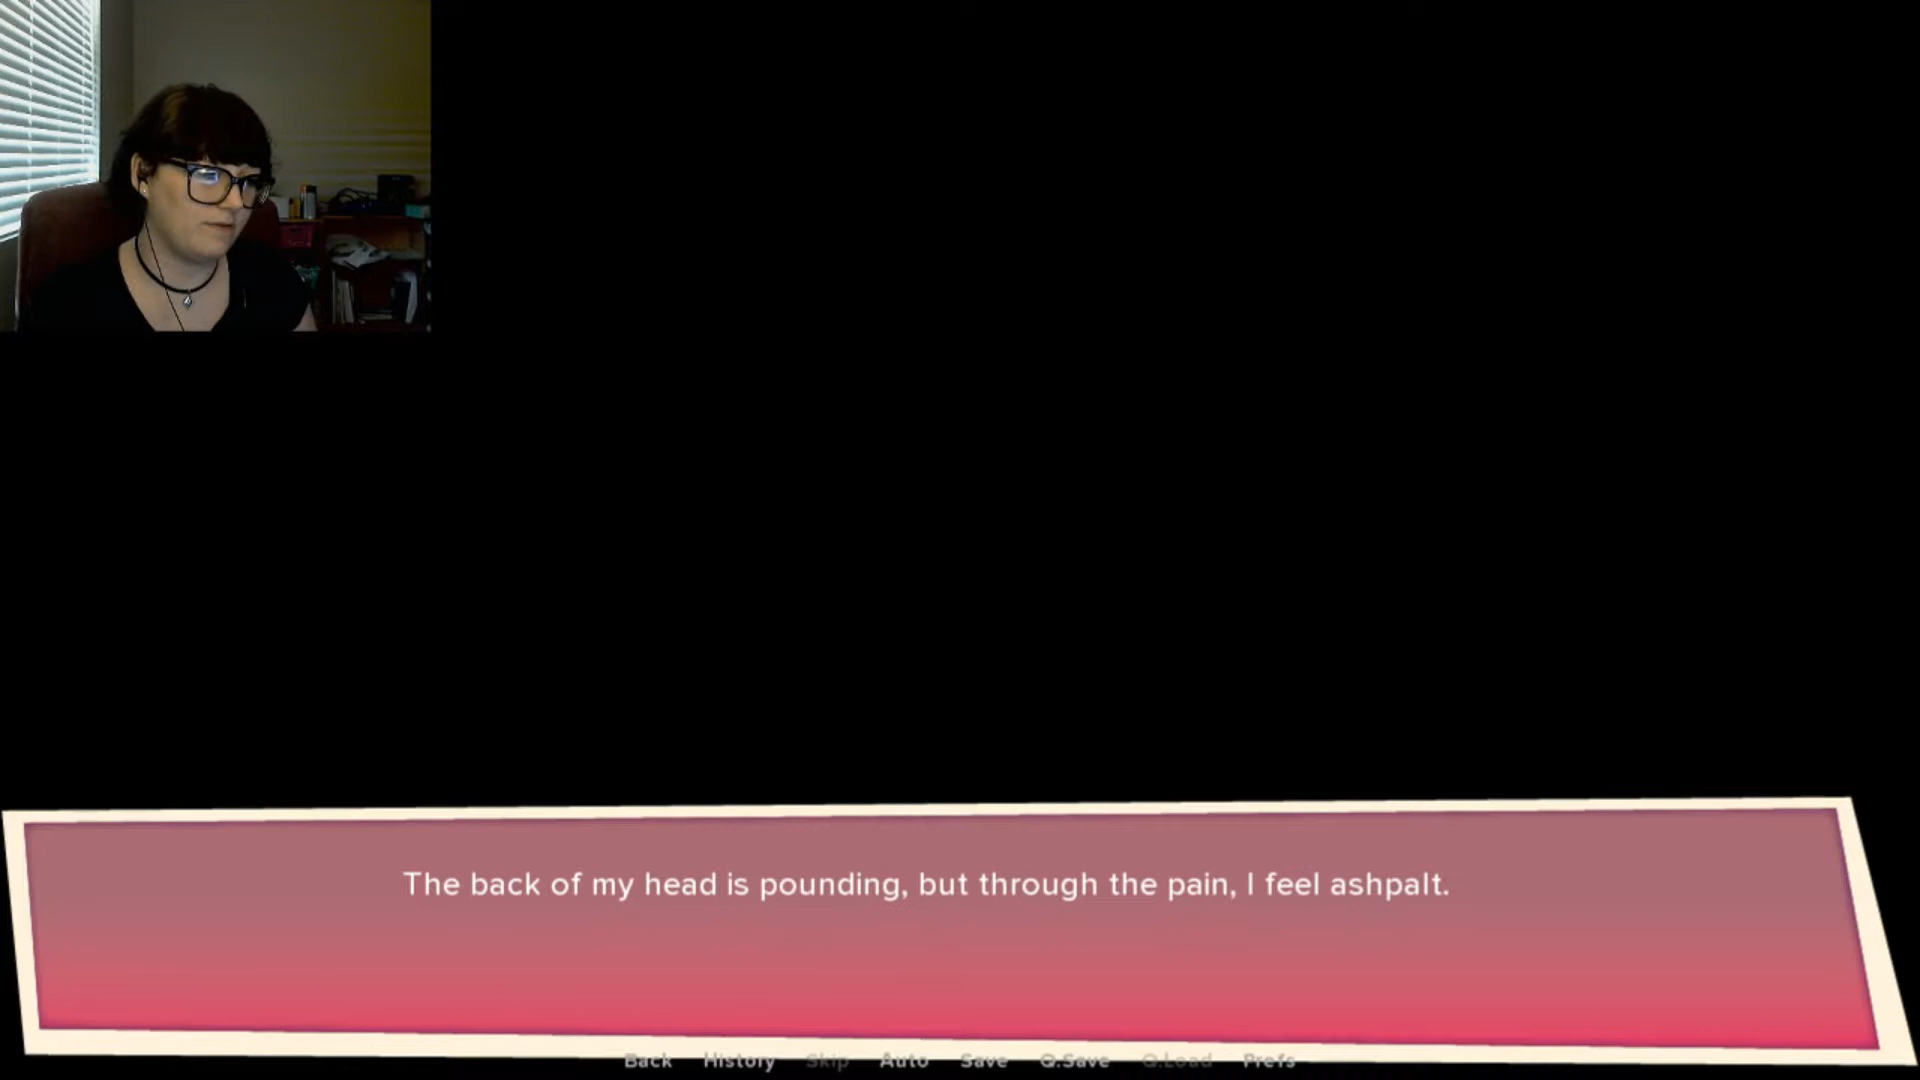 The back of my head is pounding, but through the pain, I feel ashpalt.
Back History Skip Auto Save Q.Save Q.Load Prefs